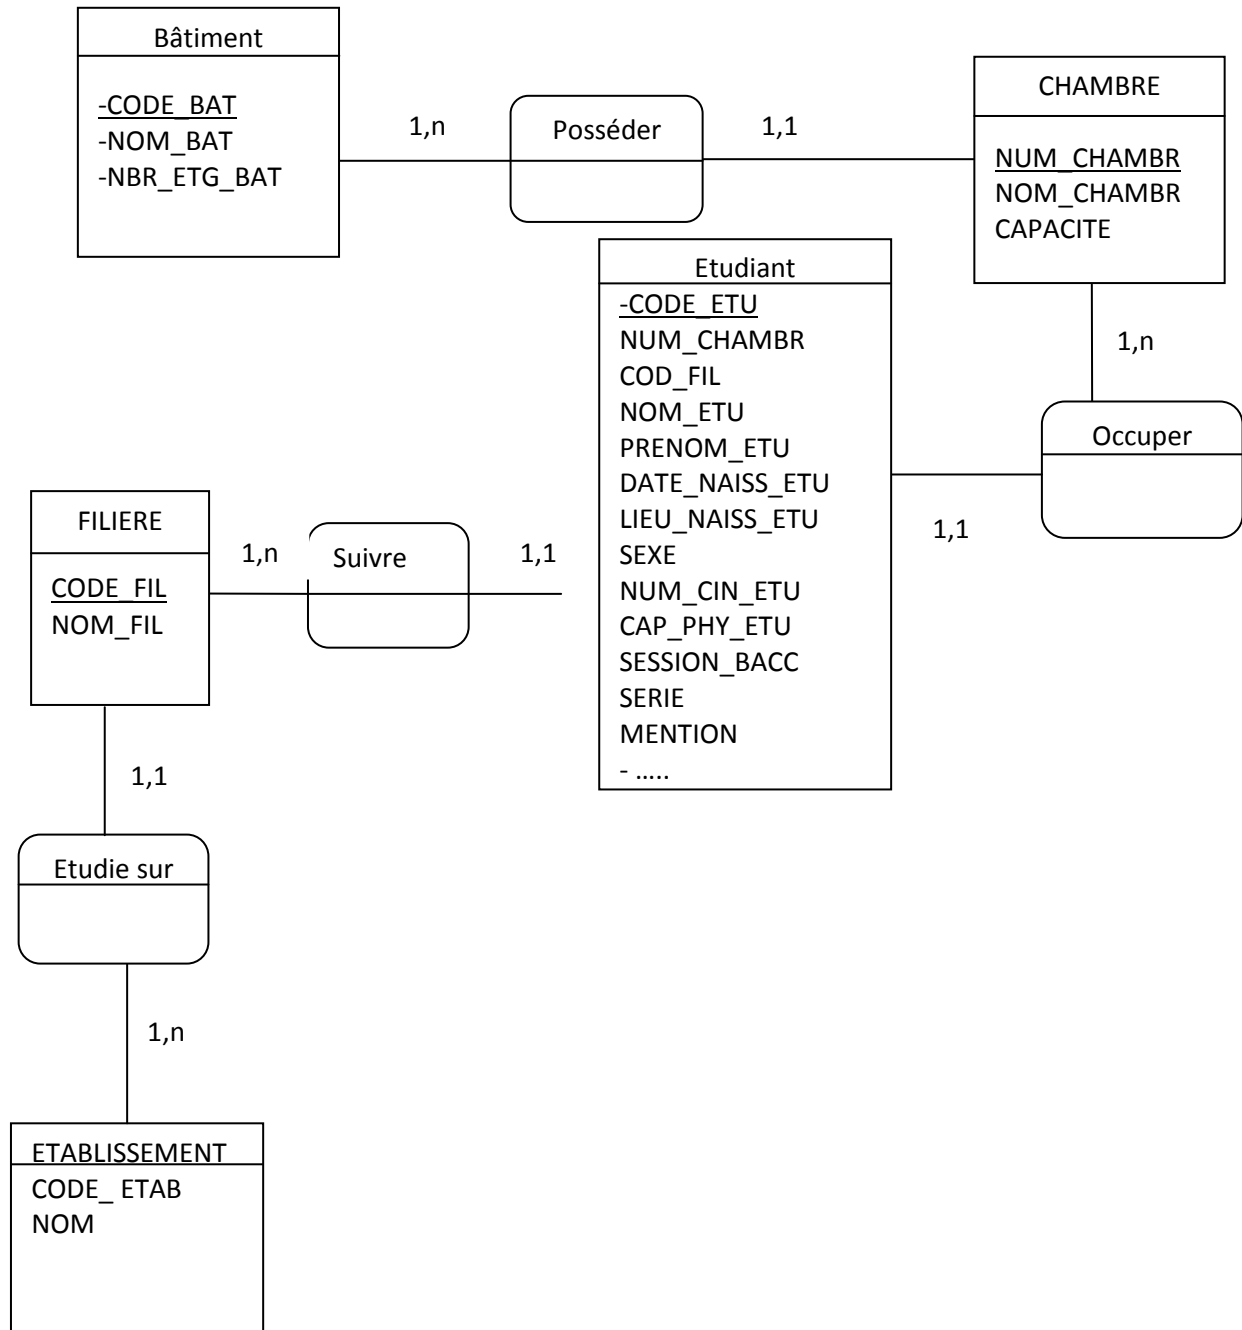 Bâtiment
-CODE_BAT
-NOM_BAT
-NBR_ETG_BAT
1,n
Posséder
1,1
CHAMBRE
NUM_CHAMBR
NOM_CHAMBR
CAPACITE
1,n
Occuper
1,1
Etudiant
-CODE_ETU
NUM_CHAMBR
COD_FIL
NOM_ETU
PRENOM_ETU
DATE_NAISS_ETU
LIEU_NAISS_ETU
SEXE
NUM_CIN_ETU
CAP_PHY_ETU
SESSION_BACC
SERIE
MENTION
- .....
FILIERE
CODE_FIL
NOM_FIL
1,n
Suivre
1,1
1,1
Etudie sur
1,n
ETABLISSEMENT
CODE_ ETAB
NOM